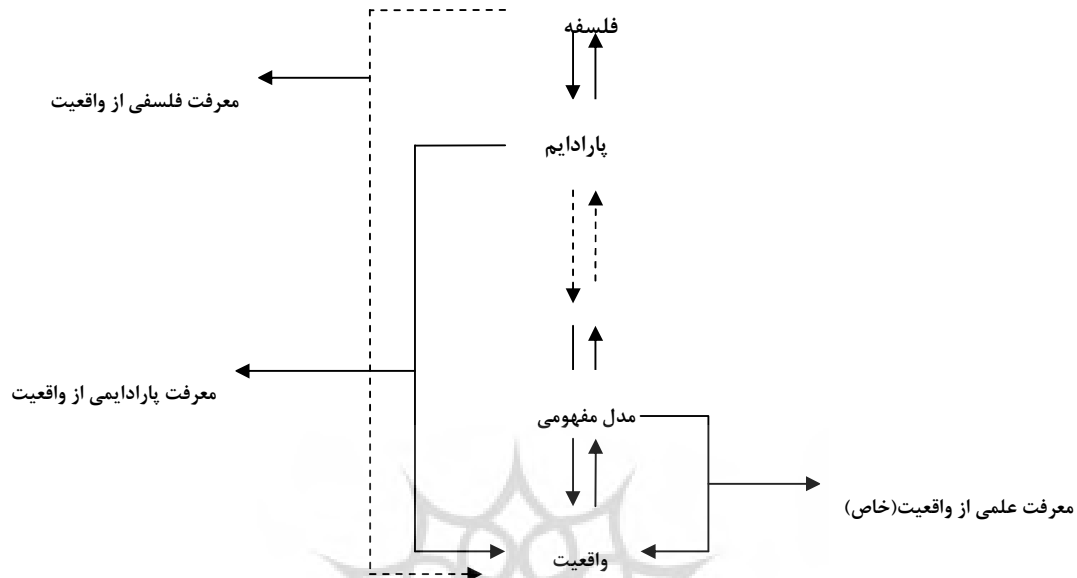 فلسفه
معرفت فلسفی از واقعیت
پارادایم
معرفت پارادایمی از واقعیت
مدل مفهومی
معرفت علمی از واقعیت(خاص)
واقعیت